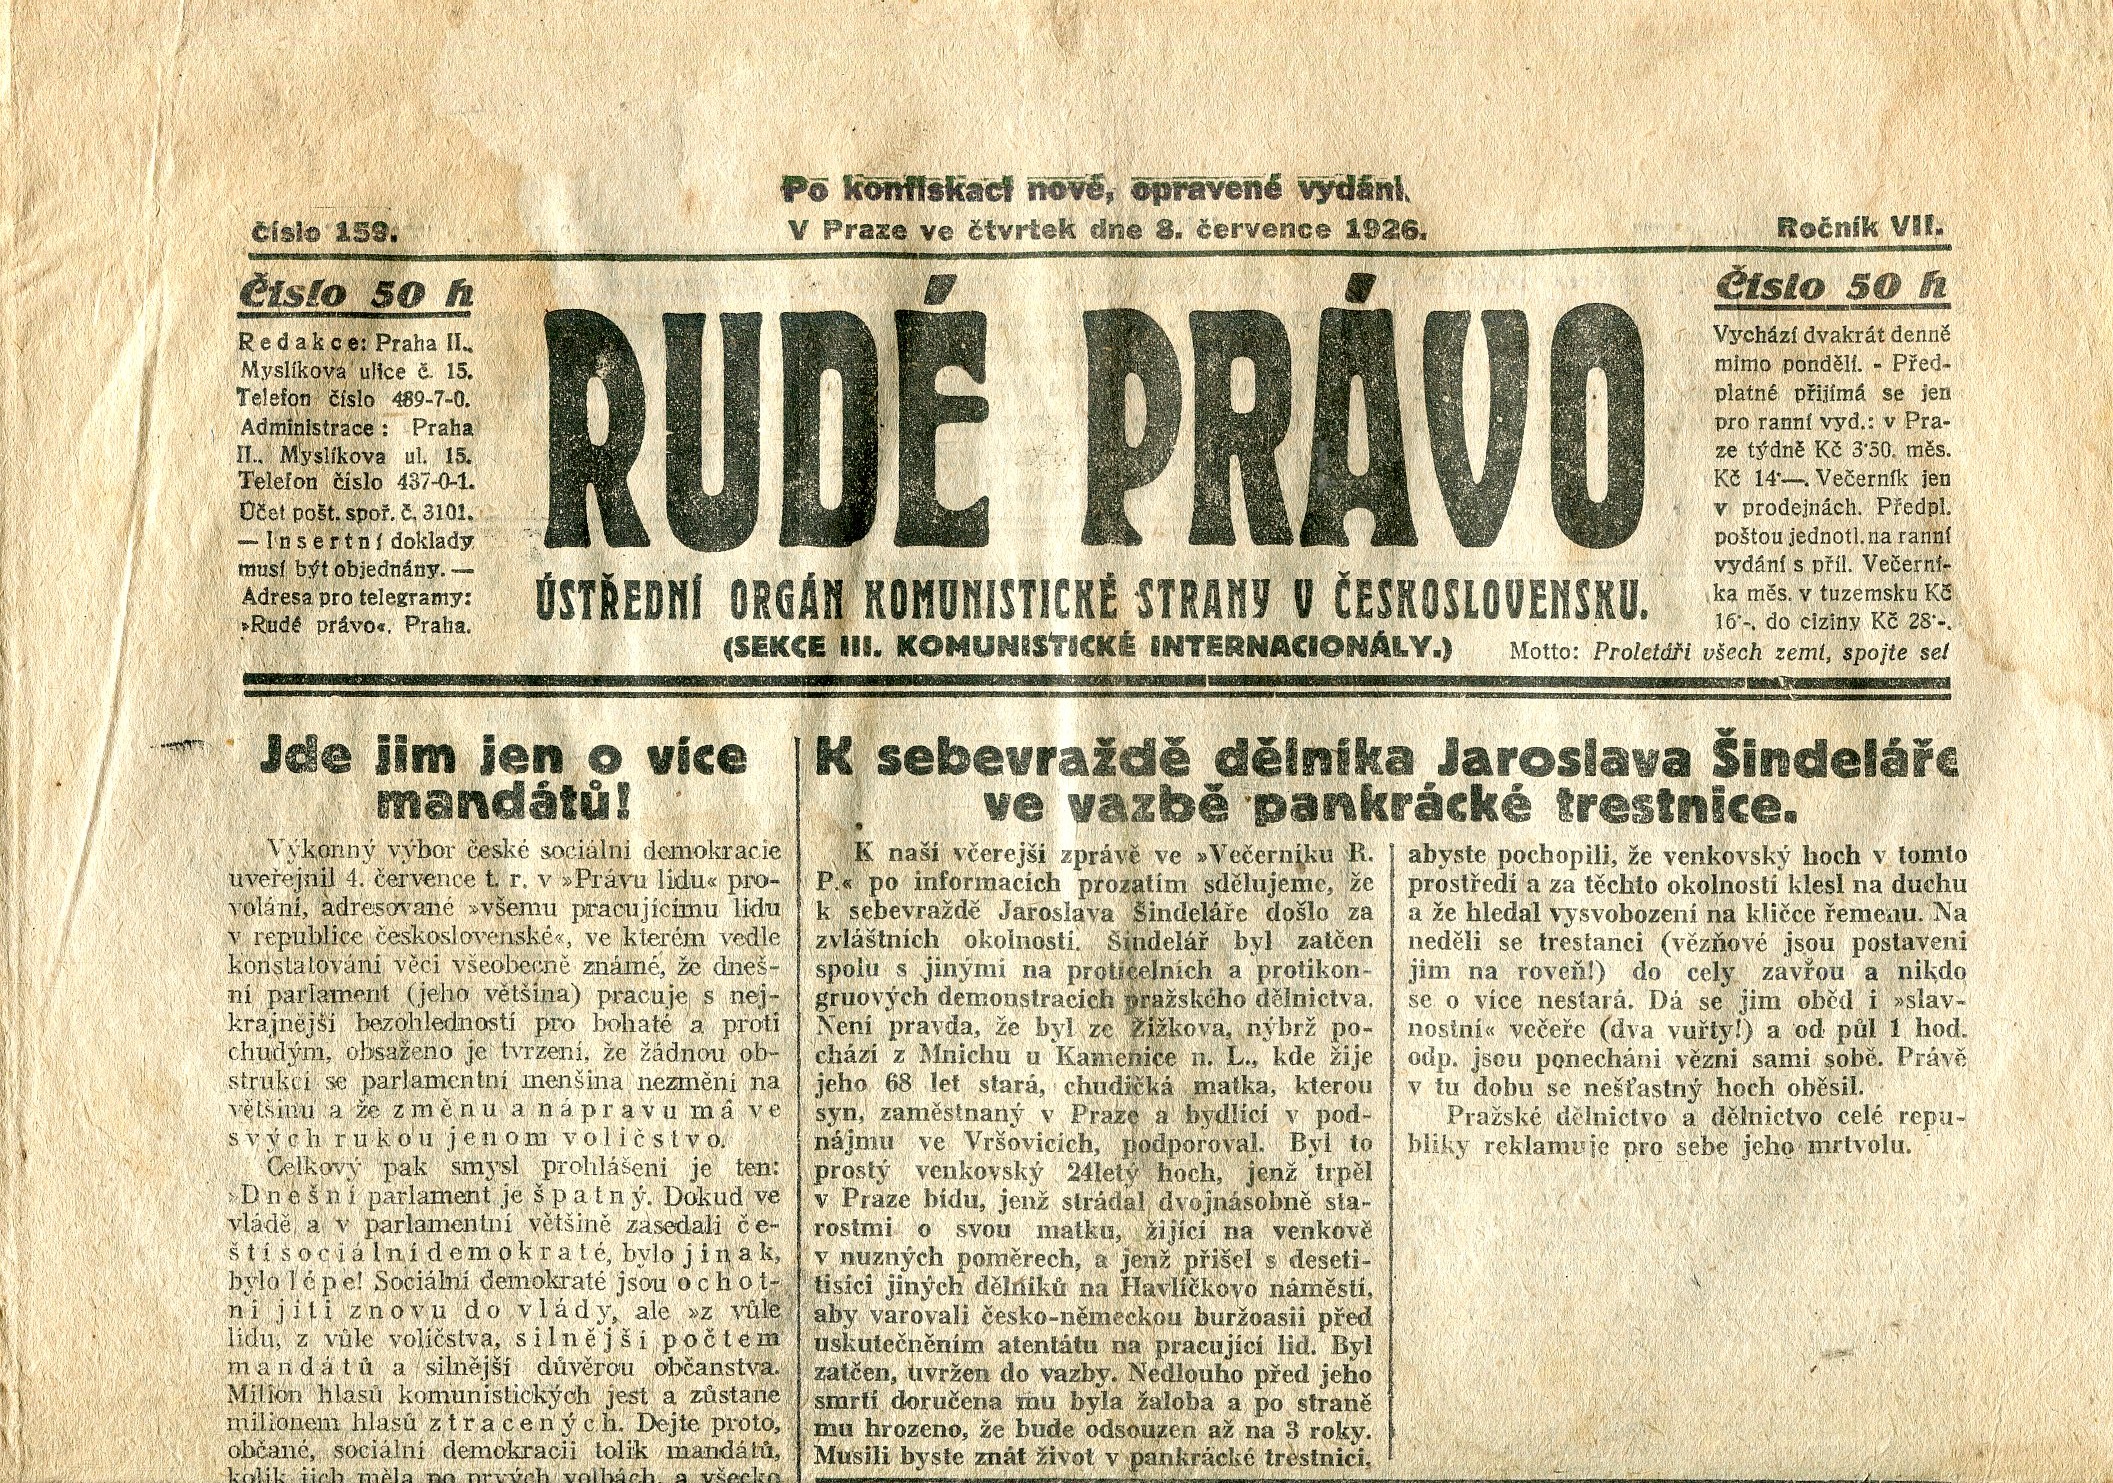 Po konfiskaci nové, opravené vydání.
číslo 159.
V Praze ve čtvrtek dne 8. července 1926.
Ročník VII.
Číslo 50 h
Redakce: Praha II.,
Myslíkova ulice č. 15.
Telefon číslo 489-7-0.
Administrace: Praha
II., Myslíkova ul. 15.
Telefon číslo 437-0-1.
Účet pošt. spoř. č. 3101.
— Insertní doklady
musí být objednány. —
Adresa pro telegramy:
»Rudé právo«, Praha.
RUDÉ PRÁVO
ÚSTŘEDNÍ ORGÁN KOMUNISTICKÉ STRANY V ČESKOSLOVENSKU.
(SEKCE III. KOMUNISTICKÉ INTERNACIONÁLY.)
Motto: Proletáři všech zemí, spojte se!
Číslo 50 h
Vychází dvakrát denně
mimo pondělí. - Před-
platné přijímá se jen
pro ranní vyd.: v Pra-
ze týdně Kč 3·50, měs.
Kč 14·—. Večerník jen
v prodejnách. Předpl.
poštou jednotl. na ranní
vydání s příl. Večerní-
ka měs. v tuzemsku Kč
16·-, do ciziny Kč 28·-.
Jde jim jen o více
mandátů!
Výkonný výbor české sociální demokracie
uveřejnil 4. července t. r. v »Právu lidu« pro-
volání, adresované »všemu pracujícímu lidu
v republice československé«, ve kterém vedle
konstatování věci všeobecně známé, že dneš-
ní parlament (jeho většina) pracuje s nej-
krajnější bezohledností pro bohaté a proti
chudým, obsaženo je tvrzení, že žádnou ob-
strukcí se parlamentní menšina nezmění na
většinu a že změnu a nápravu má ve
svých rukou jenom voličstvo.
Celkový pak smysl prohlášení je ten:
»Dnešní parlament je špatný. Dokud ve
vládě a v parlamentní většině zasedali če-
ští sociální demokraté, bylo jinak,
bylo lépe! Sociální demokraté jsou ochot-
ni jíti znovu do vlády, ale »z vůle
lidu, z vůle voličstva, silnější počtem
mandátů a silnější důvěrou občanstva.
Milion hlasů komunistických jest a zůstane
milionem hlasů ztracených. Dejte proto,
občané, sociální demokracii tolik mandátů,
kolik jich měla po prvých volbách, a všecko
K sebevraždě dělníka Jaroslava Šindeláře
ve vazbě pankrácké trestnice.
K naší včerejší zprávě ve »Večerníku R.
P.« po informacích prozatím sdělujeme, že
k sebevraždě Jaroslava Šindeláře došlo za
zvláštních okolností. Šindelář byl zatčen
spolu s jinými na proticelních a protikon-
gruových demonstracích pražského dělnictva.
Není pravda, že byl ze Žižkova, nýbrž po-
chází z Mnichu u Kamenice n. L., kde žije
jeho 68 let stará, chudičká matka, kterou
syn, zaměstnaný v Praze a bydlící v pod-
nájmu ve Vršovicích, podporoval. Byl to
prostý venkovský 24letý hoch, jenž trpěl
v Praze bídu, jenž strádal dvojnásobně sta-
rostmi o svou matku, žijící na venkově
v nuzných poměrech, a jenž přišel s deseti-
tisíci jiných dělníků na Havlíčkovo náměstí,
aby varovali česko-německou buržoasii před
uskutečněním atentátu na pracující lid. Byl
zatčen, uvržen do vazby. Nedlouho před jeho
smrtí doručena mu byla žaloba a po straně
mu hrozeno, že bude odsouzen až na 3 roky.
Musili byste znát život v pankrácké trestnici,
abyste pochopili, že venkovský hoch v tomto
prostředí a za těchto okolností klesl na duchu
a že hledal vysvobození na kličce řemenu. Na
neděli se trestanci (vězňové jsou postaveni
jim na roveň!) do cely zavřou a nikdo
se o více nestará. Dá se jim oběd i »slav-
nostní« večeře (dva vuřty!) a od půl 1 hod.
odp. jsou ponecháni vězni sami sobě. Právě
v tu dobu se nešťastný hoch oběsil.
Pražské dělnictvo a dělnictvo celé repu-
bliky reklamuje pro sebe jeho mrtvolu.